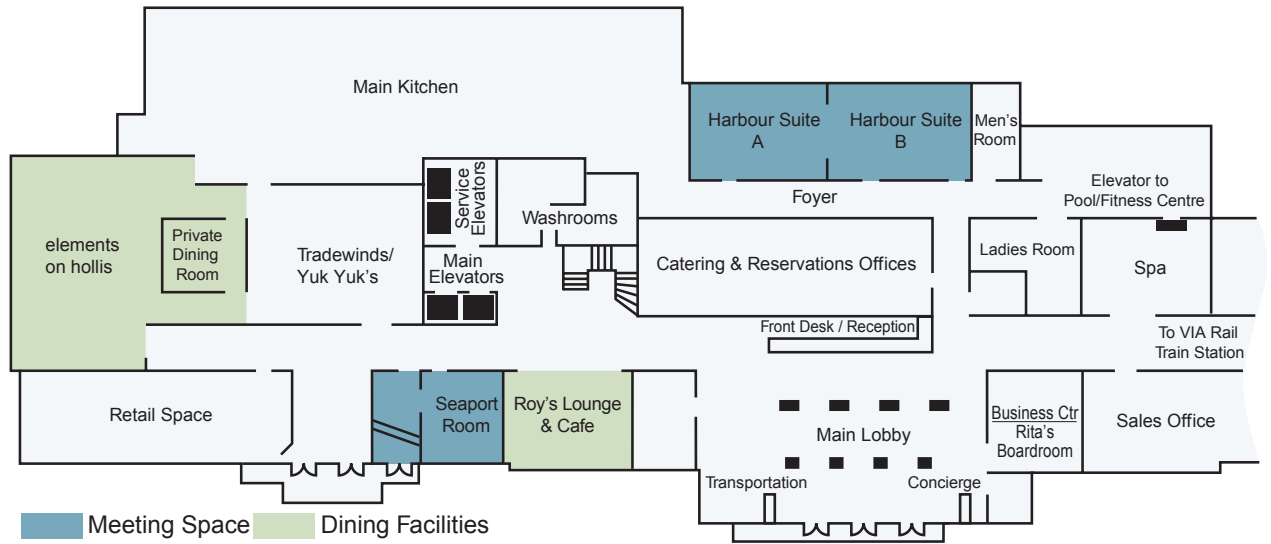 Main Kitchen
Harbour Suite
A
Harbour Suite
B
Men's
Room
Elevator to
Pool/Fitness Centre
Foyer
Service
Elevators
Washrooms
elements
on hollis
Private
Dining
Room
Tradewinds/
Yuk Yuk's
Main
Elevators
Catering & Reservations Offices
Ladies Room
Spa
Front Desk / Reception
To VIA Rail
Train Station
Retail Space
Seaport
Room
Roy's Lounge
& Cafe
Main Lobby
Business Ctr
Rita's
Boardroom
Sales Office
Transportation
Concierge
Meeting Space
Dining Facilities